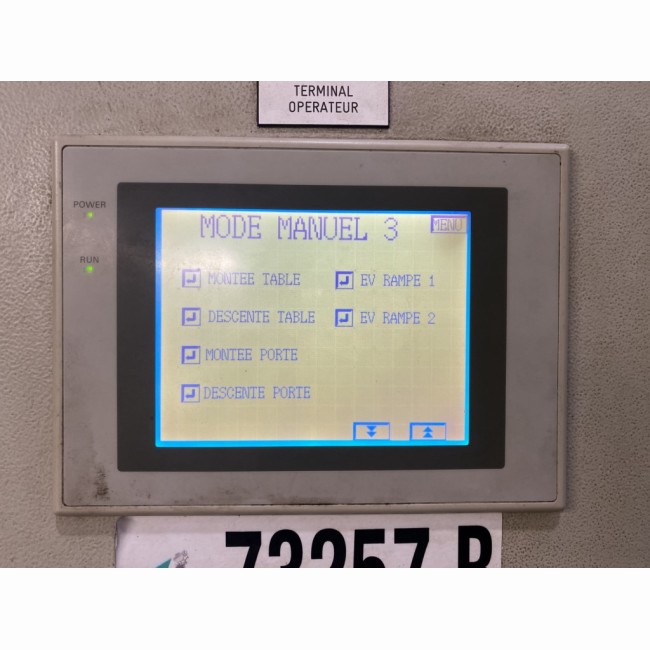 TERMINAL
OPERATEUR
POWER
RUN
MODE MANUEL 3
MENU
MONTEE TABLE
EV RAMPE 1
DESCENTE TABLE
EV RAMPE 2
MONTEE PORTE
DESCENTE PORTE
73257